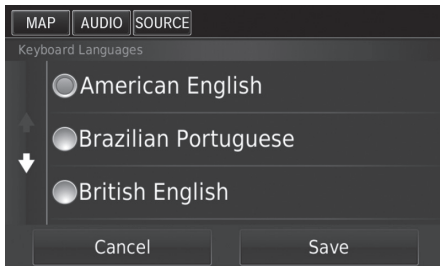 MAP AUDIO SOURCE
Keyboard Languages
American English
Brazilian Portuguese
British English
Cancel Save